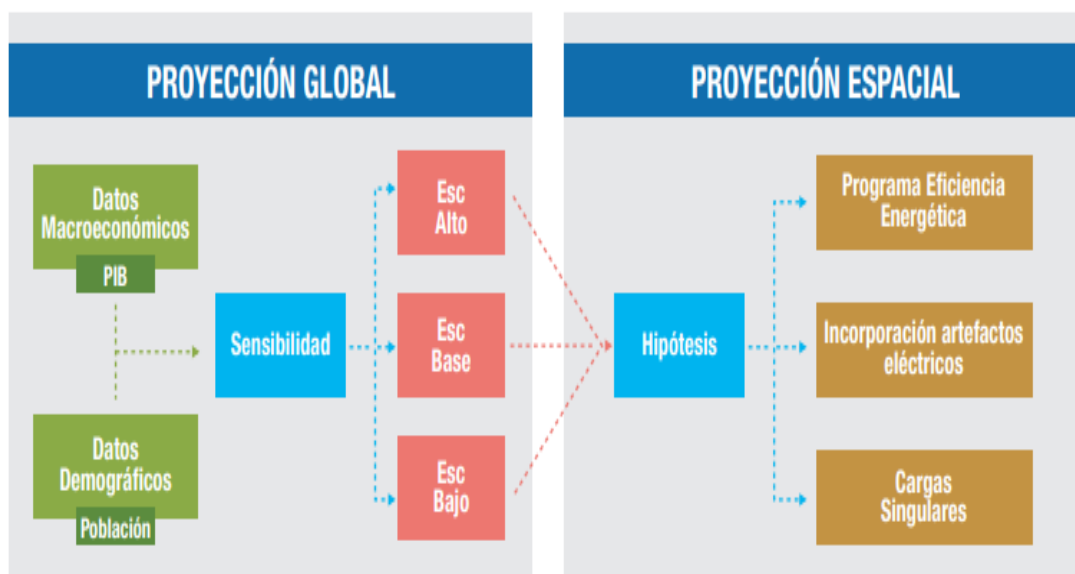 PROYECCIÓN GLOBAL
Datos
Macroeconómicos
PIB
Datos
Demográficos
Población
Sensibilidad
Esc
Alto
Esc
Base
Esc
Bajo
PROYECCIÓN ESPACIAL
Hipótesis
Programa Eficiencia
Energética
Incorporación artefactos
eléctricos
Cargas
Singulares